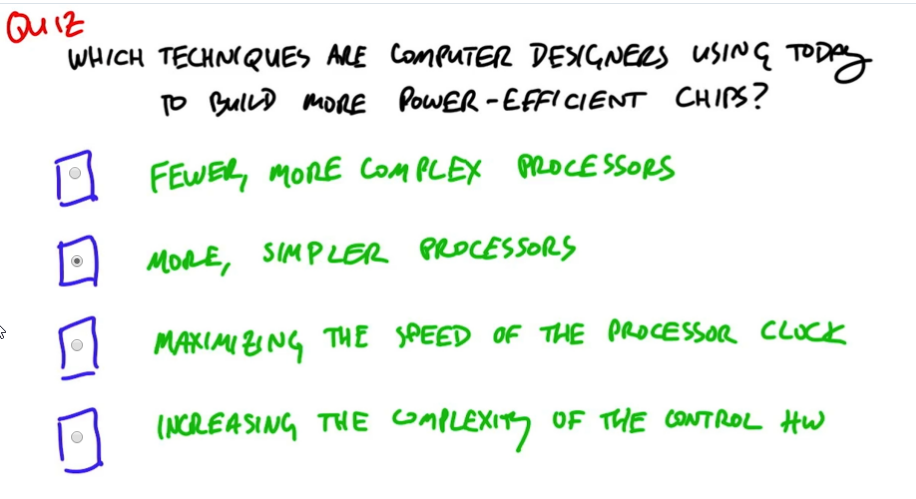 QUIZ
WHICH TECHNIQUES ARE COMPUTER DESIGNERS USING TODAY
TO BUILD MORE POWER-EFFICIENT CHIPS?
FEWER, MORE COMPLEX PROCESSORS
MORE, SIMPLER PROCESSORS
MAXIMIZING THE SPEED OF THE PROCESSOR CLOCK
INCREASING THE COMPLEXITY OF THE CONTROL HW